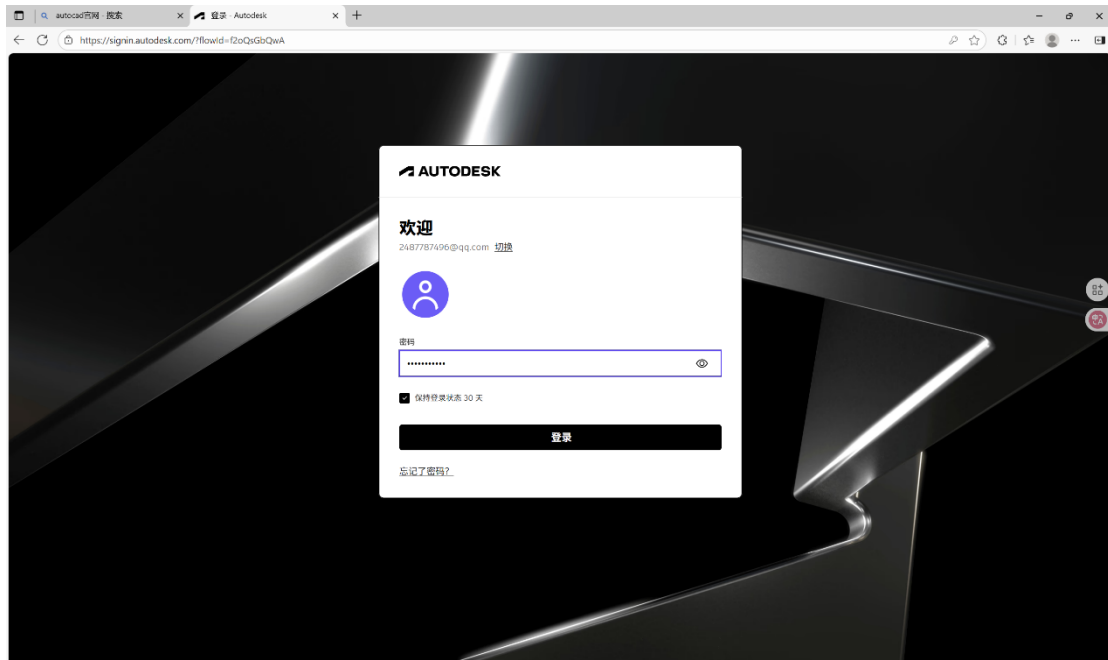 autocad官网 - 搜索
登录 - Autodesk
https://signin.autodesk.com/?flowId=f2oQsGbQwA
AUTODESK
欢迎
2487787496@qq.com 切换
密码
•••••••••••
保持登录状态 30 天
登录
忘记了密码?